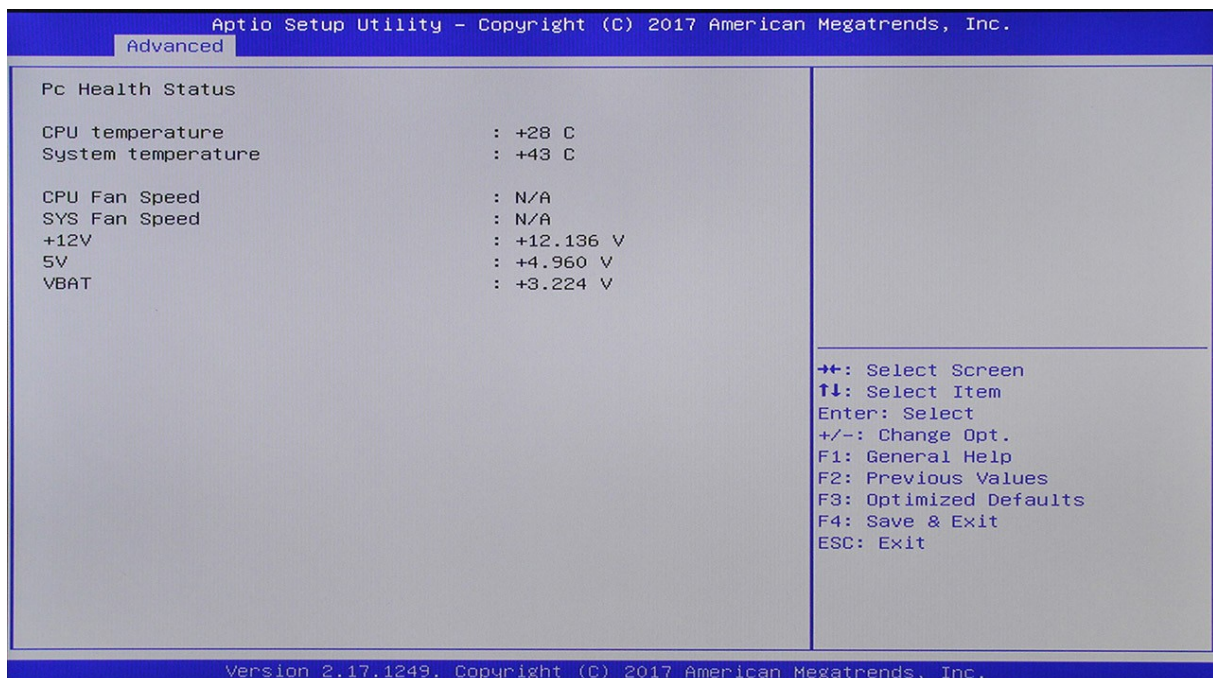 Aptio Setup Utility – Copyright (C) 2017 American Megatrends, Inc.
Advanced
Pc Health Status
CPU temperature : +28 C
System temperature : +43 C
CPU Fan Speed : N/A
SYS Fan Speed : N/A
+12V : +12.136 V
5V : +4.960 V
VBAT : +3.224 V
→←: Select Screen
↑↓: Select Item
Enter: Select
+/-: Change Opt.
F1: General Help
F2: Previous Values
F3: Optimized Defaults
F4: Save & Exit
ESC: Exit
Version 2.17.1249. Copyright (C) 2017 American Megatrends, Inc.